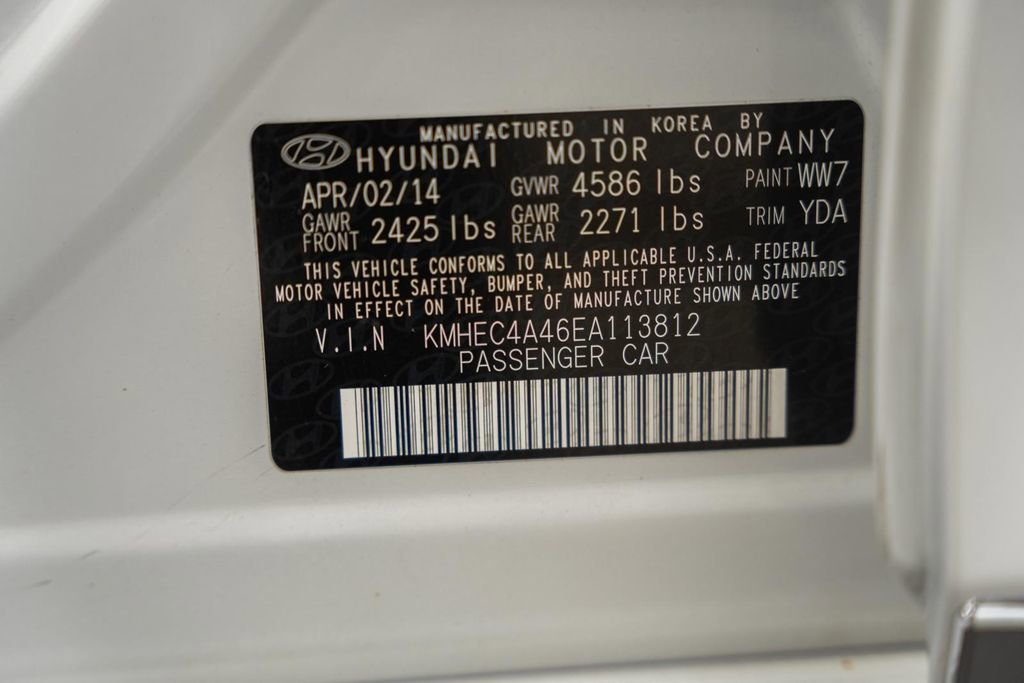 MANUFACTURED IN KOREA BY
HYUNDAI MOTOR COMPANY
APR/02/14 GVWR 4586 lbs PAINT WW7
GAWR FRONT 2425 lbs GAWR REAR 2271 lbs TRIM YDA
THIS VEHICLE CONFORMS TO ALL APPLICABLE U.S.A. FEDERAL
MOTOR VEHICLE SAFETY, BUMPER, AND THEFT PREVENTION STANDARDS
IN EFFECT ON THE DATE OF MANUFACTURE SHOWN ABOVE
V.I.N KMHEC4A46EA113812
PASSENGER CAR